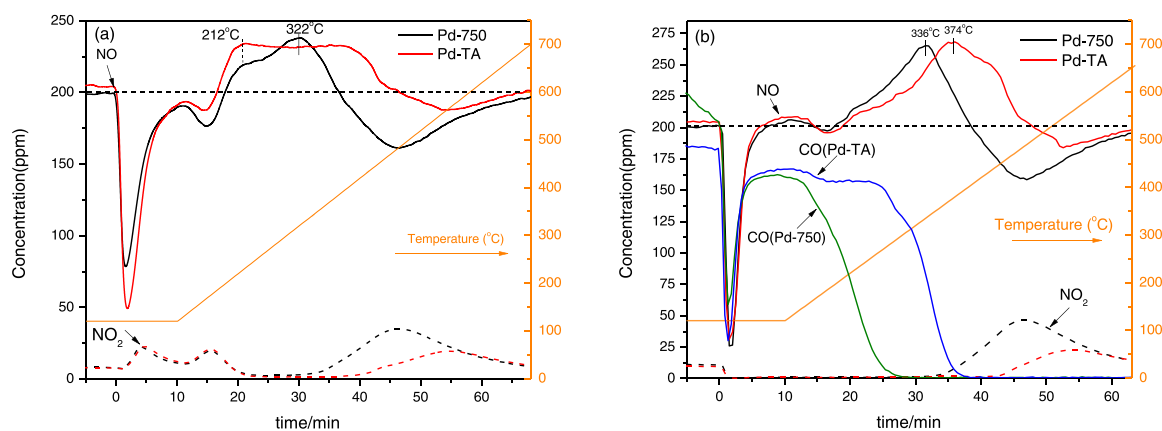 (a)
NO
212°C
322°C
Pd-750
Pd-TA
NO2
Temperature (°C)
Concentration(ppm)
250
200
150
100
50
0
700
600
500
400
300
200
100
0
0
10
20
30
40
50
60
time/min
(b)
336°C
374°C
Pd-750
Pd-TA
NO
CO(Pd-TA)
CO(Pd-750)
NO2
Temperature (°C)
Concentration(ppm)
275
250
225
200
175
150
125
100
75
50
25
0
700
600
500
400
300
200
100
0
0
10
20
30
40
50
60
time/min